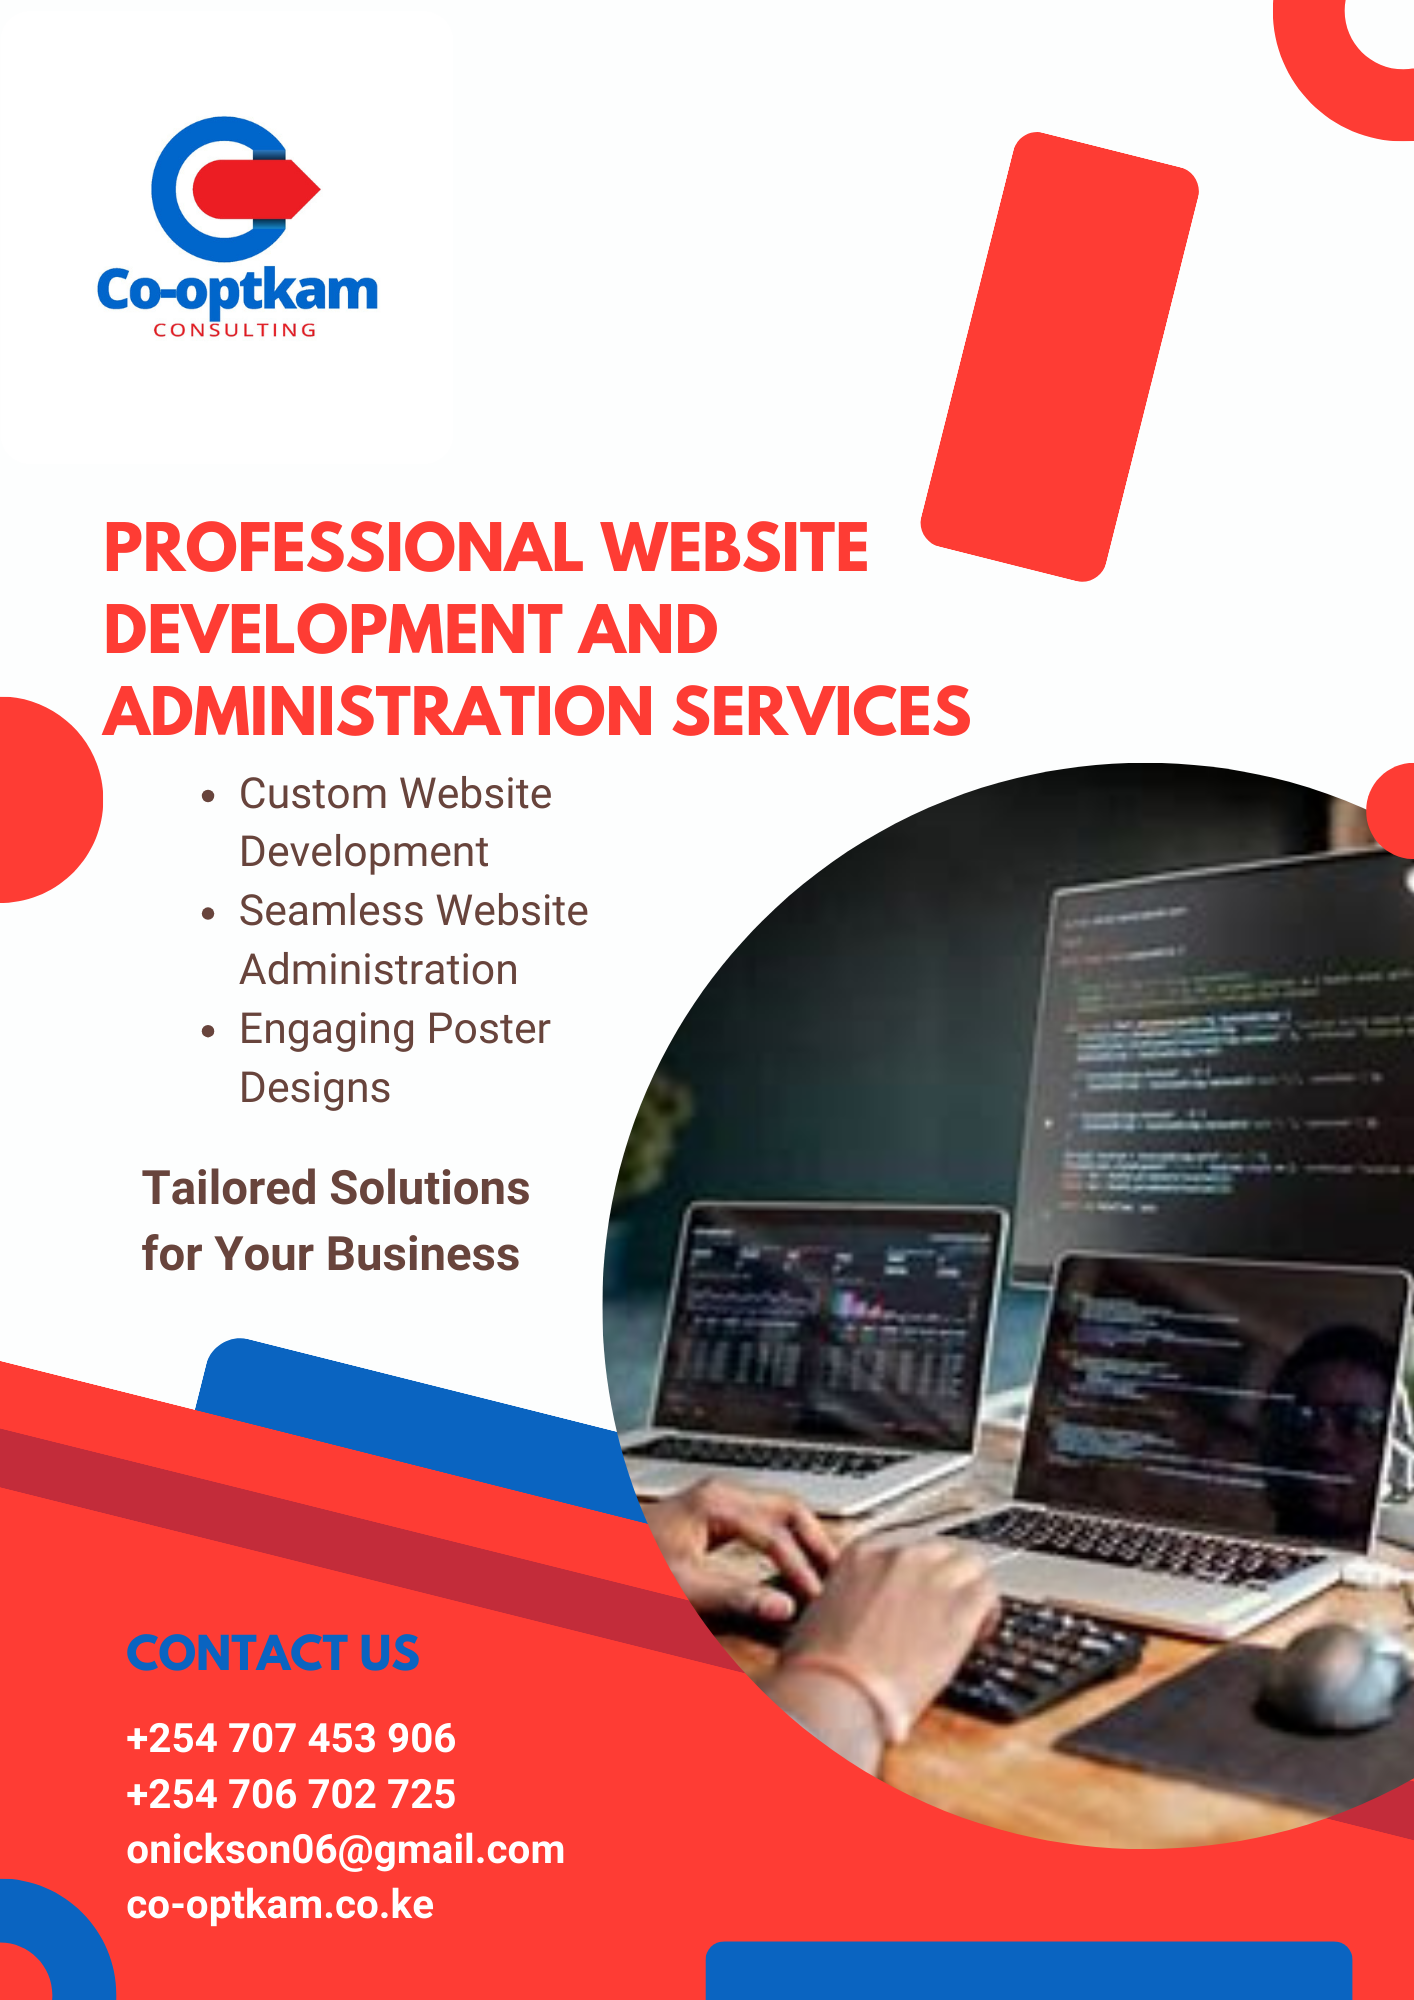 Co-optkam
CONSULTING
PROFESSIONAL WEBSITE
DEVELOPMENT AND
ADMINISTRATION SERVICES
• Custom Website
Development
• Seamless Website
Administration
• Engaging Poster
Designs
Tailored Solutions
for Your Business
CONTACT US
+254 707 453 906
+254 706 702 725
onickson06@gmail.com
co-optkam.co.ke